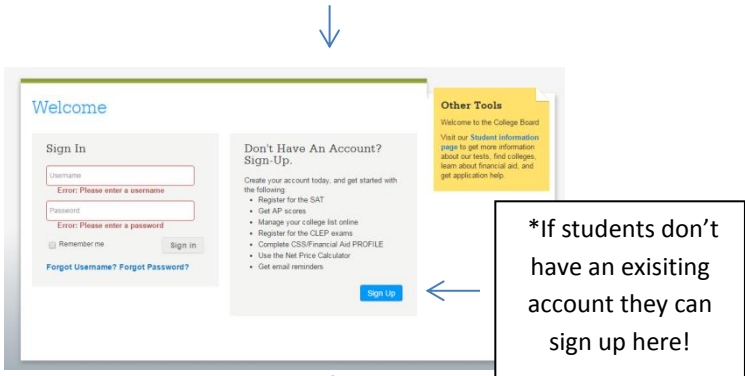 Welcome
Sign In
Username
Error: Please enter a username
Password
Error: Please enter a password
Remember me
Sign in
Forgot Username? Forgot Password?
Don't Have An Account?
Sign-Up.
Create your account today, and get started with
the following:
• Register for the SAT
• Get AP scores
• Manage your college list online
• Register for the CLEP exams
• Complete CSS/Financial Aid PROFILE
• Use the Net Price Calculator
• Get email reminders
Sign Up
Other Tools
Welcome to the College Board
Visit our Student information
page to get more information
about our tests, find colleges,
learn about financial aid, and
get application help.
*If students don't
have an exisiting
account they can
sign up here!